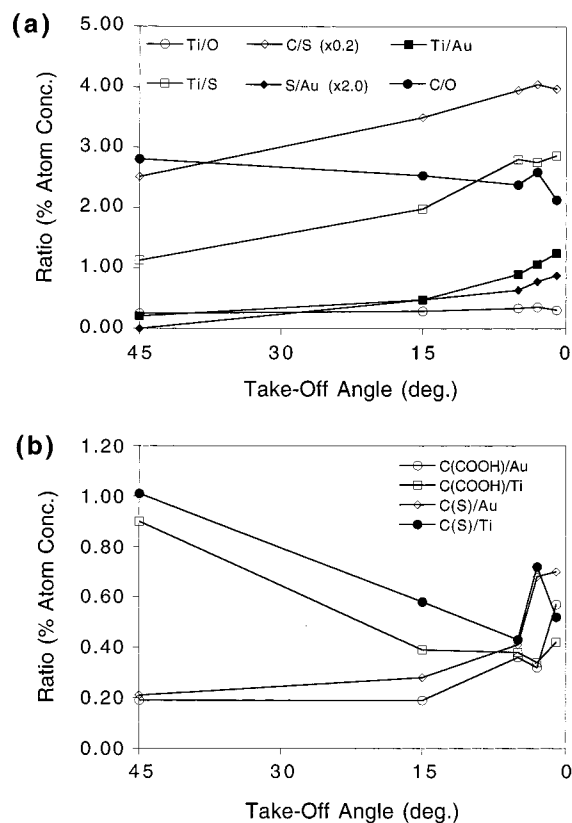 (a)
5.00
Ti/O C/S (x0.2) Ti/Au
Ti/S S/Au (x2.0) C/O
4.00
3.00
2.00
1.00
0.00
Ratio (% Atom Conc.)
45 30 15 0
Take-Off Angle (deg.)
(b)
1.20
C(COOH)/Au
C(COOH)/Ti
C(S)/Au
C(S)/Ti
1.00
0.80
0.60
0.40
0.20
0.00
Ratio (% Atom Conc.)
45 30 15 0
Take-Off Angle (deg.)